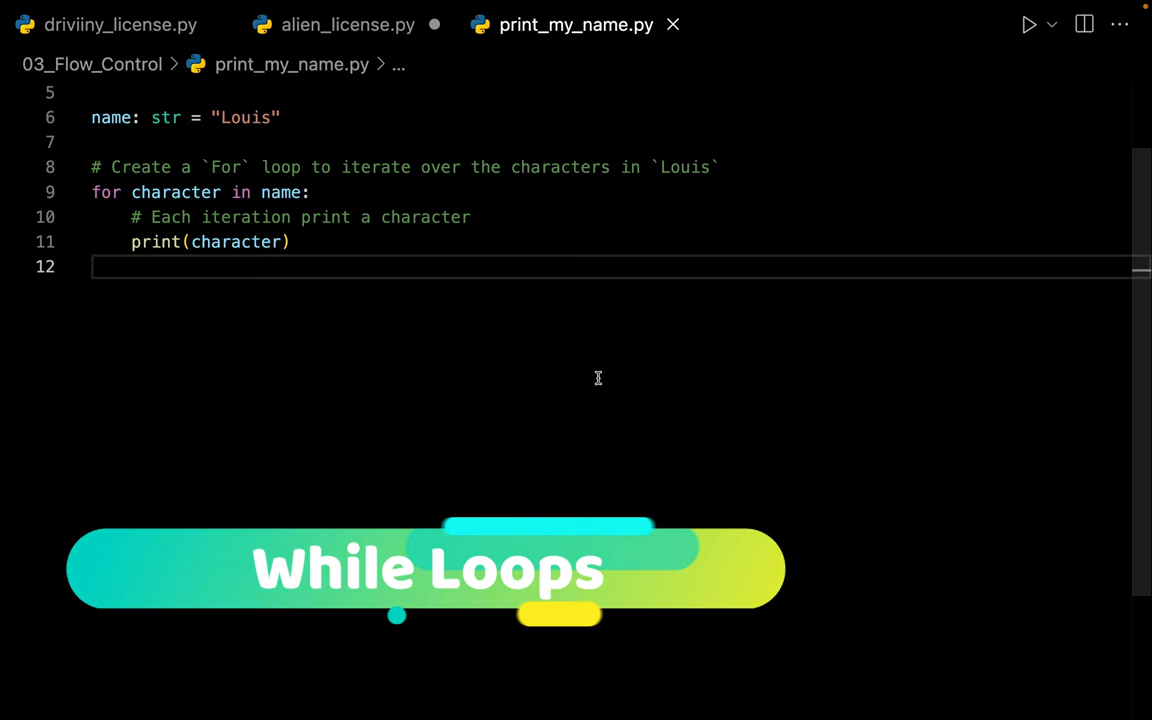 driviiny_license.py alien_license.py print_my_name.py
03_Flow_Control > print_my_name.py > ...
5
6 name: str = "Louis"
7
8 # Create a `For` loop to iterate over the characters in `Louis`
9 for character in name:
10     # Each iteration print a character
11     print(character)
12
While Loops